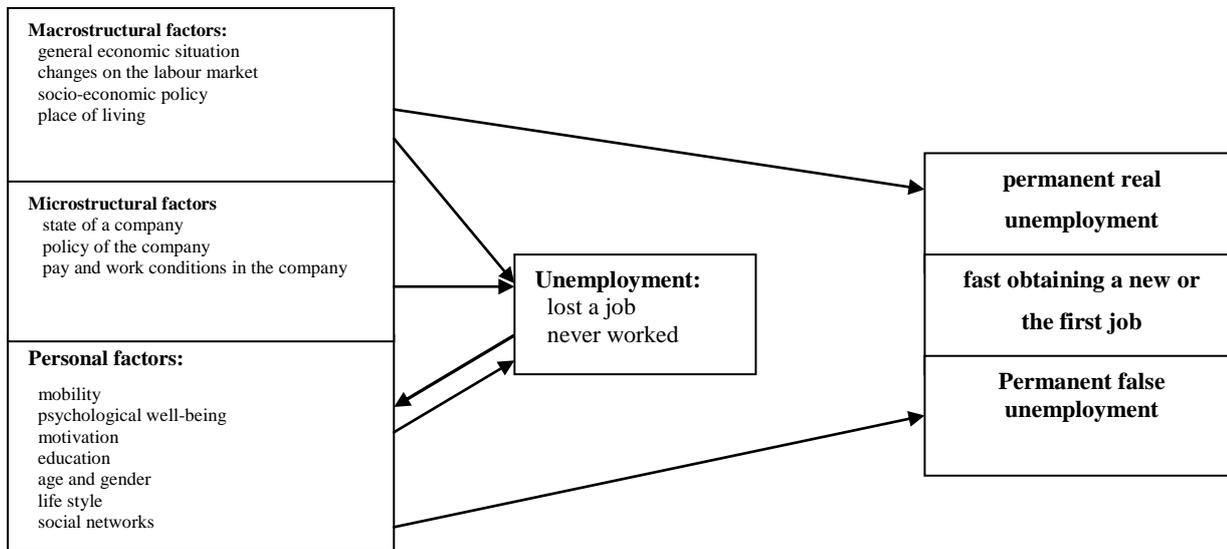 Macrostructural factors:
general economic situation
changes on the labour market
socio-economic policy
place of living
Microstructural factors
state of a company
policy of the company
pay and work conditions in the company
Personal factors:
mobility
psychological well-being
motivation
education
age and gender
life style
social networks
Unemployment:
lost a job
never worked
permanent real
unemployment
fast obtaining a new or
the first job
Permanent false
unemployment